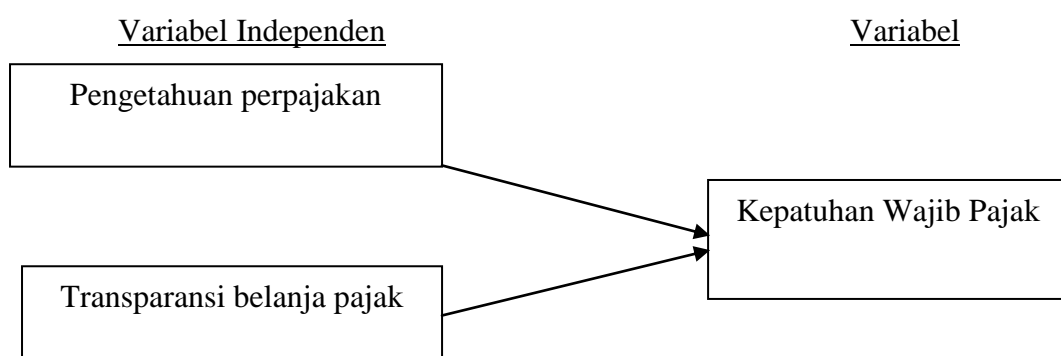 Variabel Independen
Variabel
Pengetahuan perpajakan
Kepatuhan Wajib Pajak
Transparansi belanja pajak